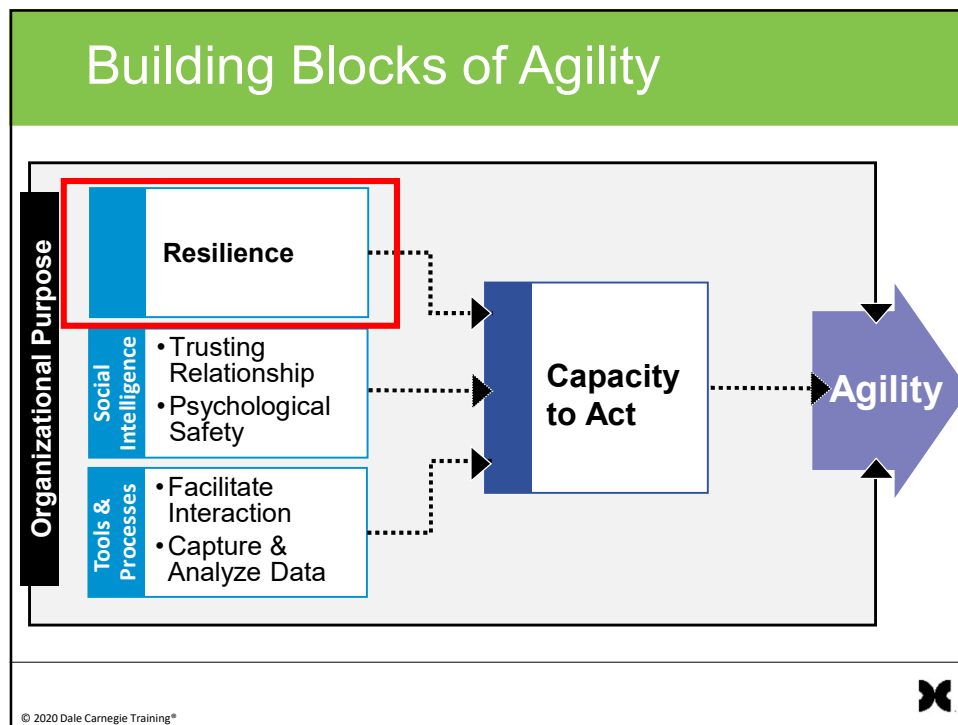 Building Blocks of Agility
Organizational Purpose
Resilience
Social
Intelligence
• Trusting
Relationship
• Psychological
Safety
Tools &
Processes
• Facilitate
Interaction
• Capture &
Analyze Data
Capacity
to Act
Agility
© 2020 Dale Carnegie Training®